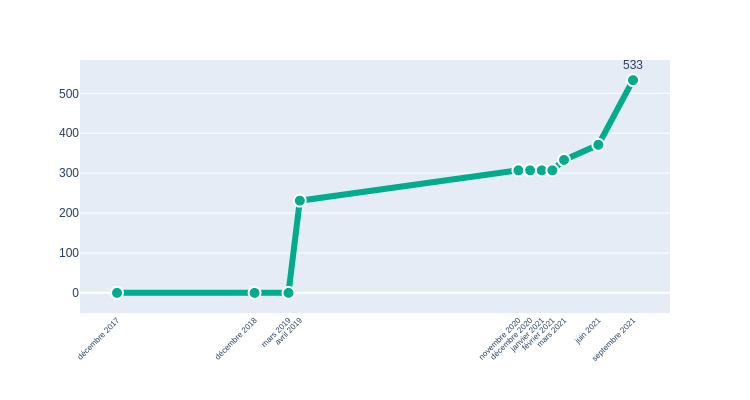 533
500
400
300
200
100
0
décembre 2017
décembre 2018
mars 2019
avril 2019
novembre 2020
décembre 2020
janvier 2021
février 2021
mars 2021
juin 2021
septembre 2021